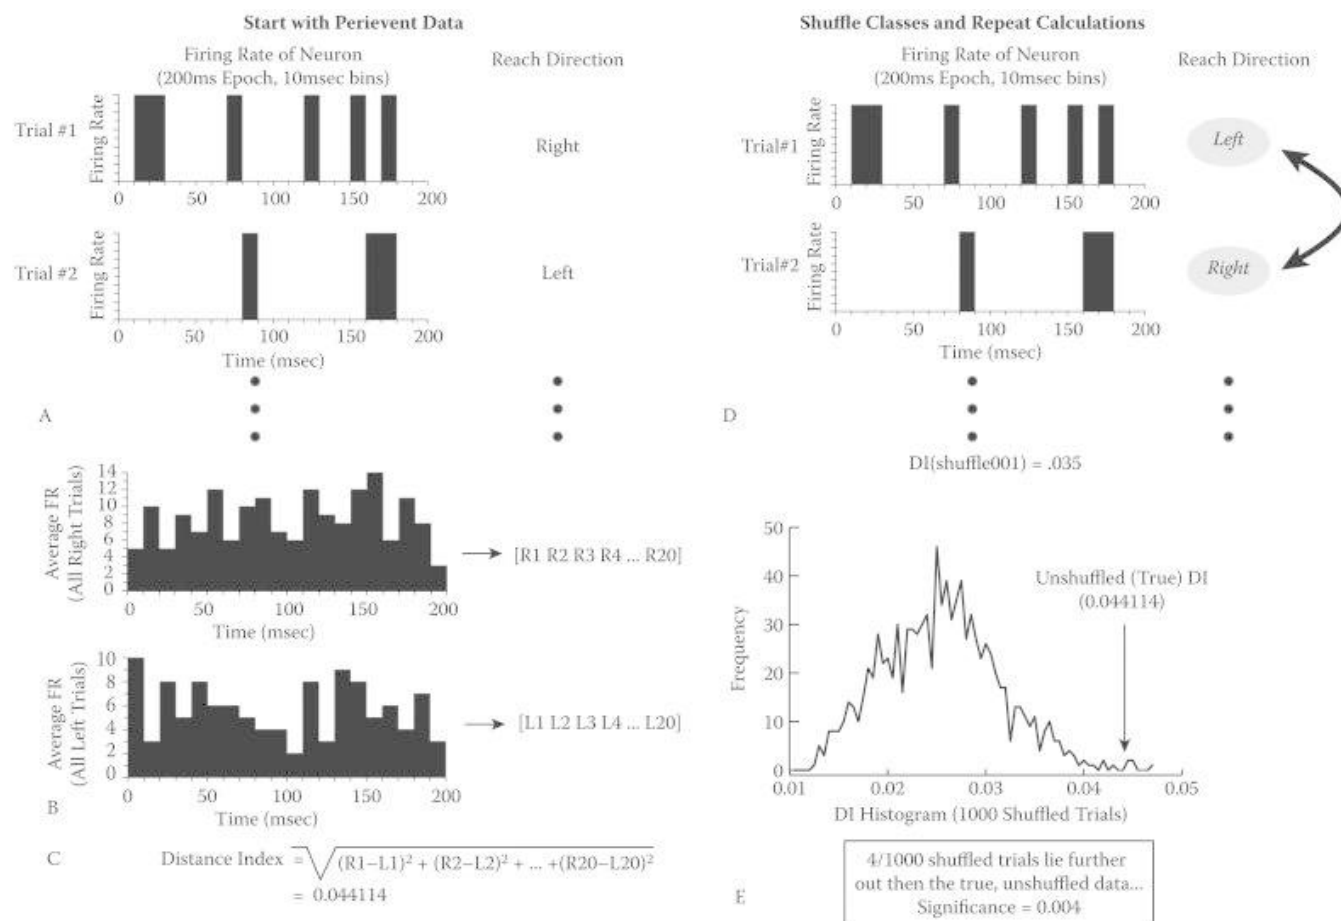 Start with Perievent Data
Firing Rate of Neuron
(200ms Epoch, 10msec bins)
Reach Direction
Trial #1
Firing Rate
0 50 100 150 200
Right
Trial #2
Firing Rate
0 50 100 150 200
Time (msec)
Left
A
Average FR
(All Right Trials)
14
12
10
8
6
4
2
0
0 50 100 150 200
Time (msec)
[R1 R2 R3 R4 ... R20]
Average FR
(All Left Trials)
10
8
6
4
2
0
0 50 100 150 200
Time (msec)
[L1 L2 L3 L4 ... L20]
B
C
Distance Index = √(R1–L1)² + (R2–L2)² + ... +(R20–L20)²
= 0.044114
Shuffle Classes and Repeat Calculations
Firing Rate of Neuron
(200ms Epoch, 10msec bins)
Reach Direction
Trial#1
Firing Rate
0 50 100 150 200
Left
Trial#2
Firing Rate
0 50 100 150 200
Time (msec)
Right
D
DI(shuffle001) = .035
Frequency
50
40
30
20
10
0
0.01 0.02 0.03 0.04 0.05
DI Histogram (1000 Shuffled Trials)
Unshuffled (True) DI
(0.044114)
E
4/1000 shuffled trials lie further
out then the true, unshuffled data...
Significance = 0.004